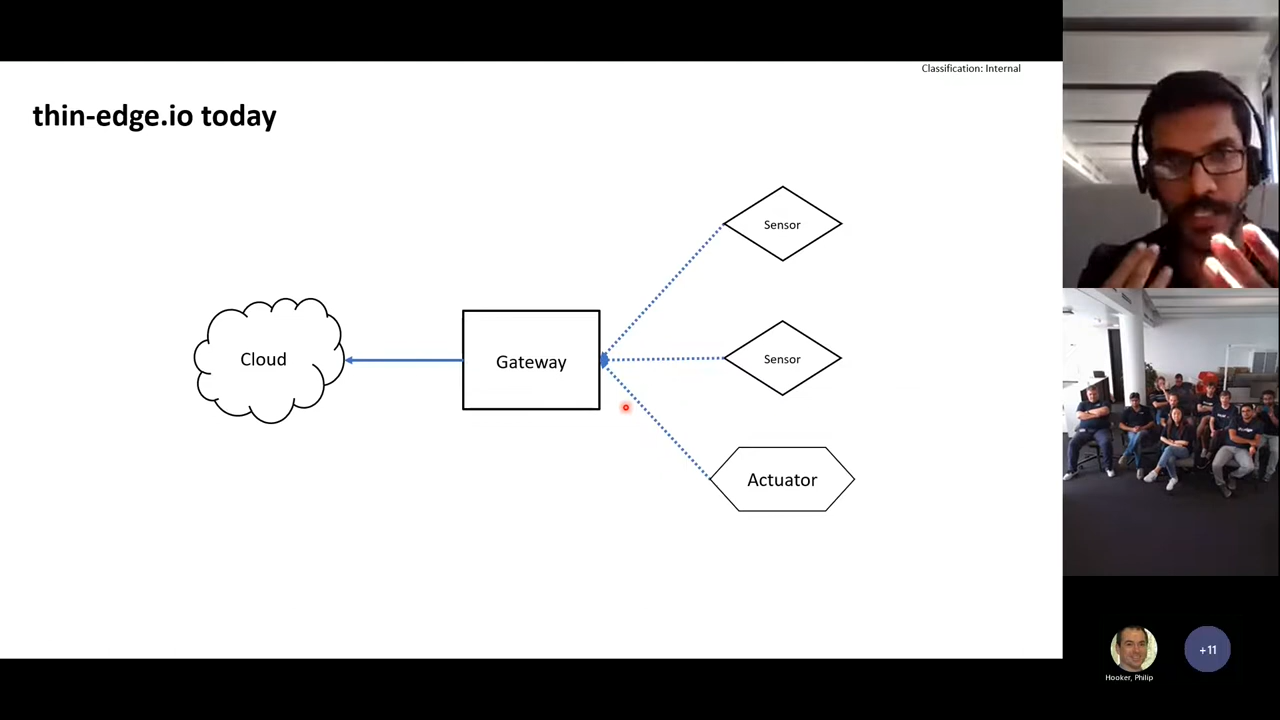 Classification: Internal
thin-edge.io today
Sensor
Cloud
Gateway
Sensor
Actuator
+11
Hooker, Philip